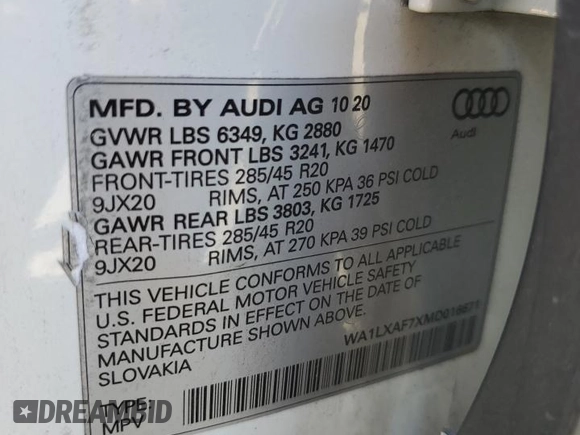 MFD. BY AUDI AG 10 20
GVWR LBS 6349, KG 2880
GAWR FRONT LBS 3241, KG 1470
FRONT-TIRES 285/45 R20
9JX20 RIMS, AT 250 KPA 36 PSI COLD
GAWR REAR LBS 3803, KG 1725
REAR-TIRES 285/45 R20
9JX20 RIMS, AT 270 KPA 39 PSI COLD
Audi
THIS VEHICLE CONFORMS TO ALL APPLICABLE
U.S. FEDERAL MOTOR VEHICLE SAFETY
STANDARDS IN EFFECT ON THE DATE OF
MANUFACTURE SHOWN ABOVE.
SLOVAKIA
TYPE:
MPV
DREAMBID